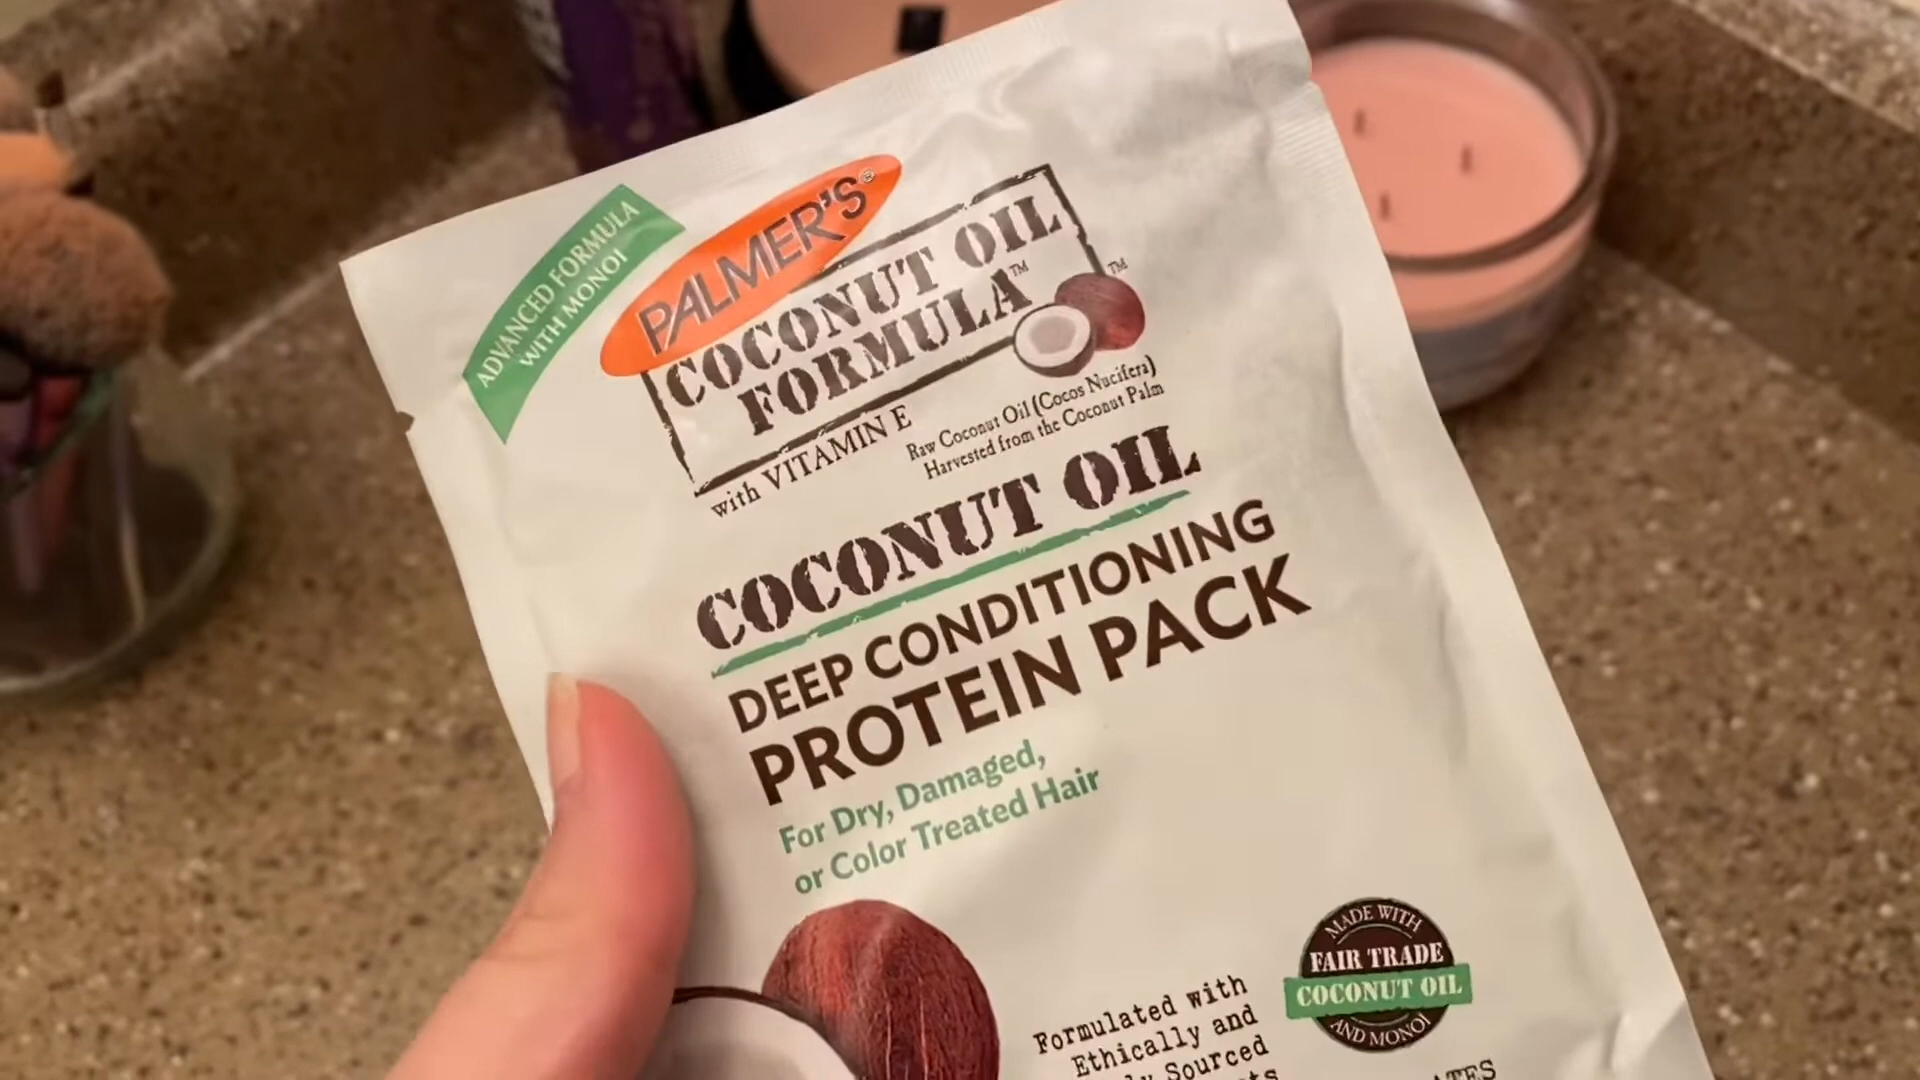 ADVANCED FORMULA
WITH MONOI
PALMER'S®
COCONUT OIL
FORMULA™
™
with VITAMIN E
Raw Coconut Oil (Cocos Nucifera)
Harvested from the Coconut Palm
COCONUT OIL
DEEP CONDITIONING
PROTEIN PACK
For Dry, Damaged,
or Color Treated Hair
MADE WITH
FAIR TRADE
COCONUT OIL
AND MONOI
Formulated with
Ethically and
Sourced